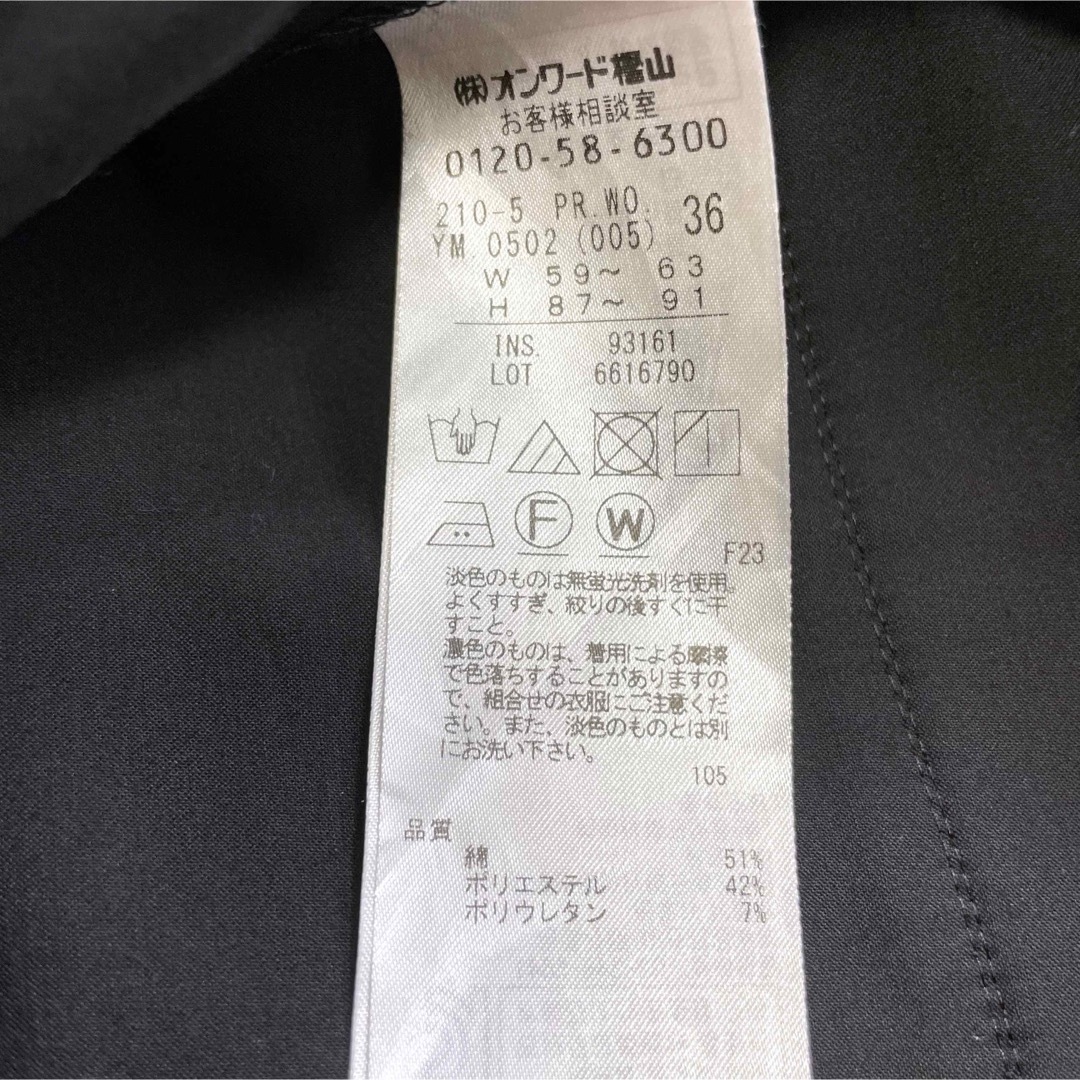 ㈱オンワード樫山
お客様相談室
0120-58-6300
210-5 PR.WO. 36
YM 0502 (005)
W 59〜 63
H 87〜 91
INS. 93161
LOT 6616790
F W
F23
淡色のものは無蛍光洗剤を使用。
よくすすぎ、絞りの後すぐに干
すこと。
濃色のものは、着用による摩擦
で色落ちすることがありますの
で、組合せの衣服にご注意くだ
さい。また、淡色のものとは別
にお洗い下さい。
105
品質
綿 51%
ポリエステル 42%
ポリウレタン 7%